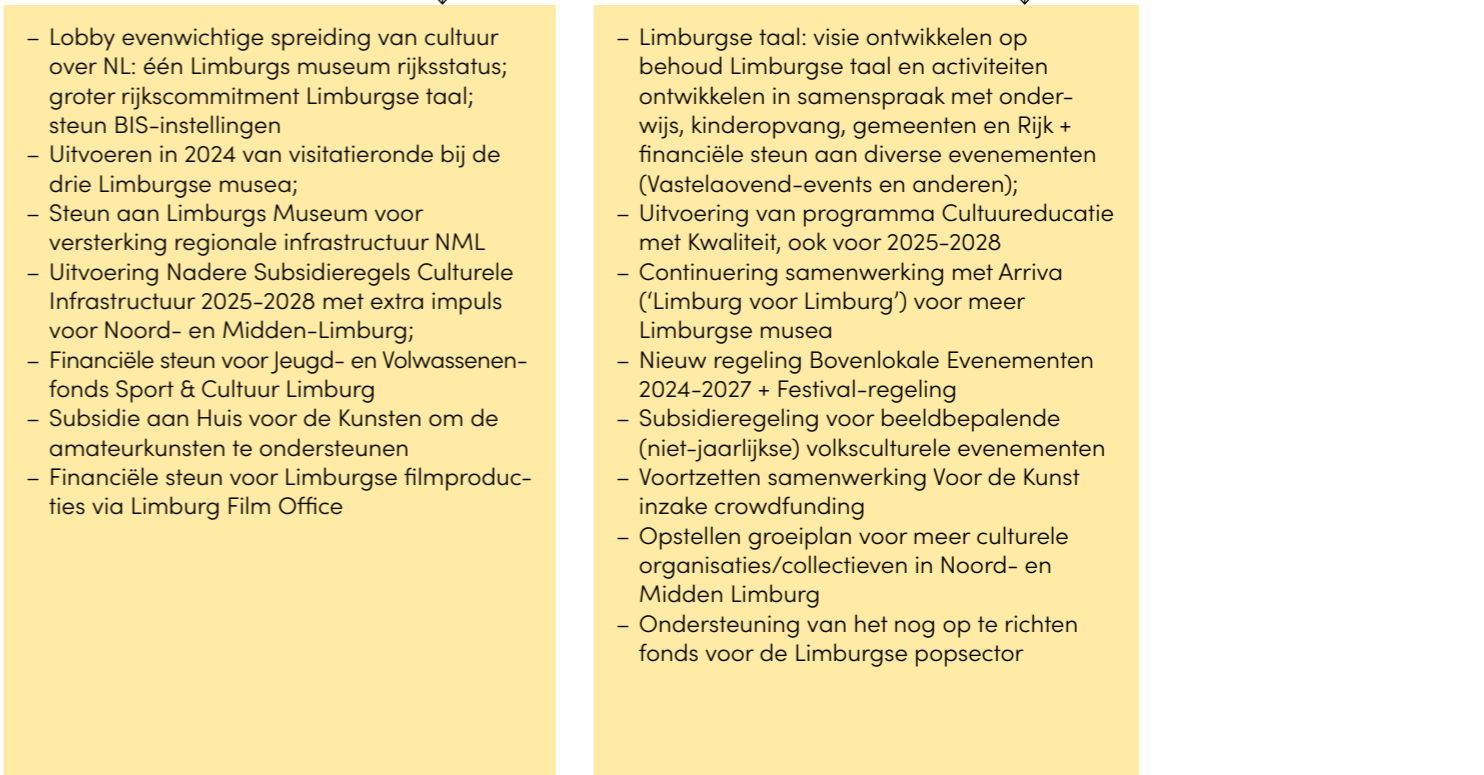 – Lobby evenwichtige spreiding van cultuur
over NL: één Limburgs museum rijksstatus;
groter rijkscommitment Limburgse taal;
steun BIS-instellingen
– Uitvoeren in 2024 van visitatieronde bij de
drie Limburgse musea;
– Steun aan Limburgs Museum voor
versterking regionale infrastructuur NML
– Uitvoering Nadere Subsidieregels Culturele
Infrastructuur 2025-2028 met extra impuls
voor Noord- en Midden-Limburg;
– Financiële steun voor Jeugd- en Volwassenen-
fonds Sport & Cultuur Limburg
– Subsidie aan Huis voor de Kunsten om de
amateurkunsten te ondersteunen
– Financiële steun voor Limburgse filmproduc-
ties via Limburg Film Office
– Limburgse taal: visie ontwikkelen op
behoud Limburgse taal en activiteiten
ontwikkelen in samenspraak met onder-
wijs, kinderopvang, gemeenten en Rijk +
financiële steun aan diverse evenementen
(Vastelaovend-events en anderen);
– Uitvoering van programma Cultuureducatie
met Kwaliteit, ook voor 2025-2028
– Continuering samenwerking met Arriva
(‘Limburg voor Limburg’) voor meer
Limburgse musea
– Nieuw regeling Bovenlokale Evenementen
2024-2027 + Festival-regeling
– Subsidieregeling voor beeldbepalende
(niet-jaarlijkse) volksculturele evenementen
– Voortzetten samenwerking Voor de Kunst
inzake crowdfunding
– Opstellen groeiplan voor meer culturele
organisaties/collectieven in Noord- en
Midden Limburg
– Ondersteuning van het nog op te richten
fonds voor de Limburgse popsector